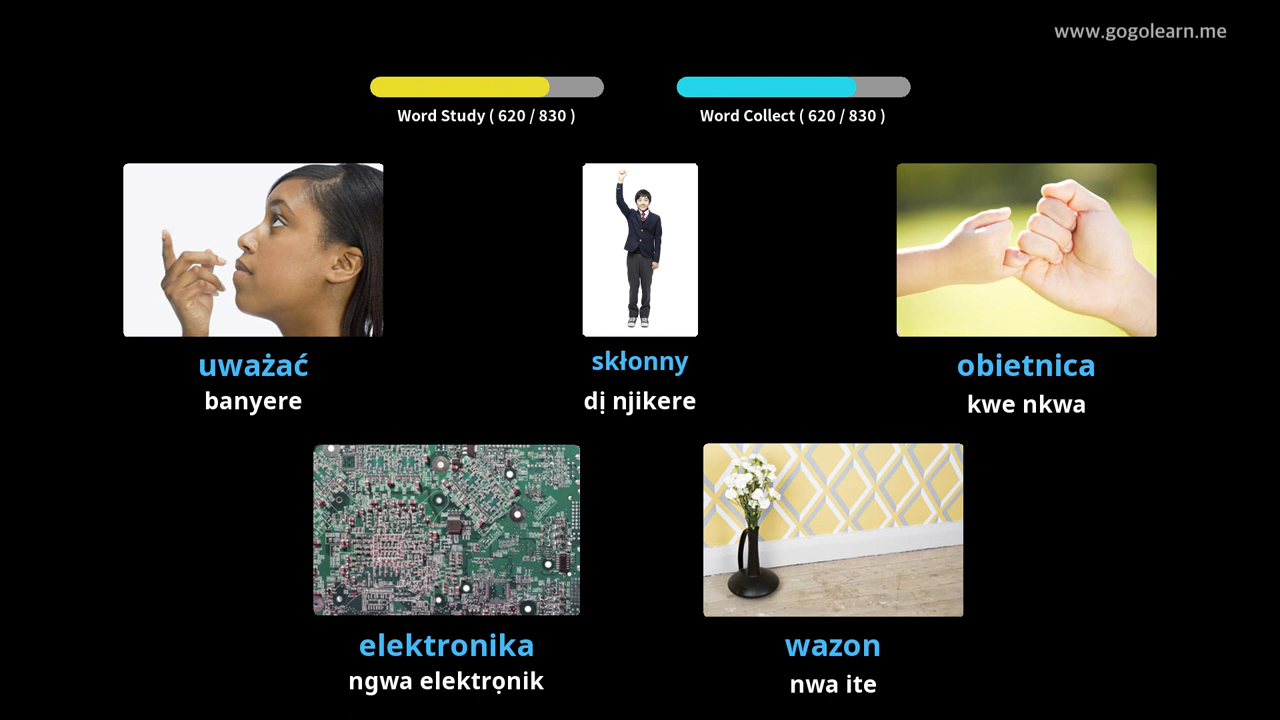 www.gogolearn.me
Word Study ( 620 / 830 )
Word Collect ( 620 / 830 )
uważać
banyere
skłonny
dị njikere
obietnica
kwe nkwa
elektronika
ngwa elektrọnik
wazon
nwa ite